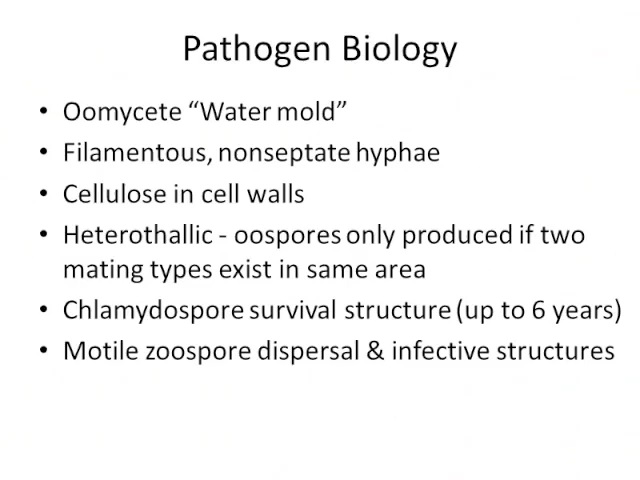 Pathogen Biology
• Oomycete “Water mold”
• Filamentous, nonseptate hyphae
• Cellulose in cell walls
• Heterothallic - oospores only produced if two
mating types exist in same area
• Chlamydospore survival structure (up to 6 years)
• Motile zoospore dispersal & infective structures